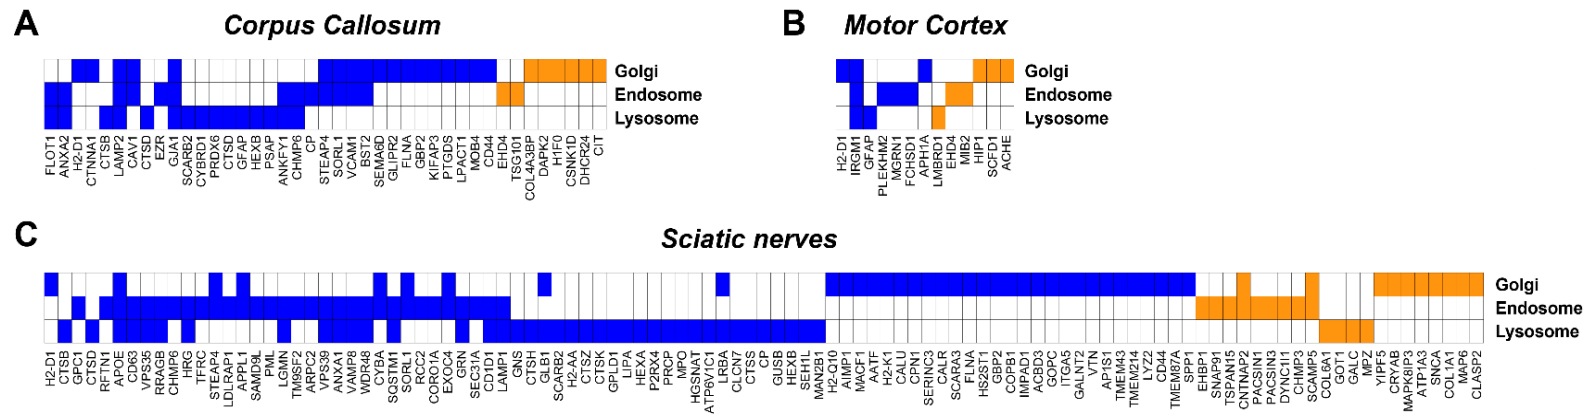 A
Corpus Callosum
Golgi
Endosome
Lysosome
FLOT1
ANXA2
H2-D1
CTNNA1
CTSB
LAMP2
CAV1
CTSD
EZR
GJA1
SCARB2
CYBRD1
PRDX6
CTSD
GFAP
HEXB
PSAP
ANKFY1
CHMP6
CP
STEAP4
SORL1
VCAM1
BST2
SEMA6D
GLIPR2
FLNA
GBP2
KIFAP3
PTGDS
LPACT1
MOB4
CD44
EHD4
TSG101
COL4A3BP
DAPK2
H1F0
CSNK1D
DHCR24
CIT
B
Motor Cortex
Golgi
Endosome
Lysosome
H2-D1
IRGM1
GFAP
PLEKHM2
MGRN1
FCHSD1
APH1A
LMBRD1
EHD4
MIB2
HIP1
SCFD1
ACHE
C
Sciatic nerves
Golgi
Endosome
Lysosome
H2-D1
CTSB
GPC1
CTSD
RFTN1
APOE
CD63
VPS35
RRAGB
CHMP6
HRG
TFRC
STEAP4
LDLRAP1
APPL1
SAMD9L
PML
LGMN
TM9SF2
ARPC2
VPS39
ANXA1
VAMP8
WDR48
CYBA
SQSTM1
SORL1
CRCC2
CORO1A
EXOC4
GRN
SEC31A
CD1D1
LAMP1
GNS
CTSH
GLB1
SCARB2
H2-AA
CTSZ
CTSK
GPLD1
LIPA
HEXA
P2RX4
PRCP
MPO
HGSNAT
ATP6V1C1
LRBA
CLCN7
CTSS
CP
GUSB
HEXB
SEH1L
MAN2B1
H2-Q10
AIMP1
MACF1
AATF
H2-K1
CALU
CPN1
SERINC3
CALR
SCARA3
FLNA
HS2ST1
GBP2
COPB1
IMPAD1
ACBD3
GOPC
ITGA5
GALNT2
VTN
AP1S1
TMEM43
TMEM214
LYZ2
CD44
TMEM87A
SPP1
EHBP1
SNAP91
TSPAN15
CNTNAP2
PACSIN1
PACSIN3
DYNC1I1
CHMP3
SCAMP5
COL6A1
GOT1
GALC
MPZ
YIPF5
CRYAB
MAPK8IP3
ATP1A3
SNCA
COL1A1
MAP6
CLASP2